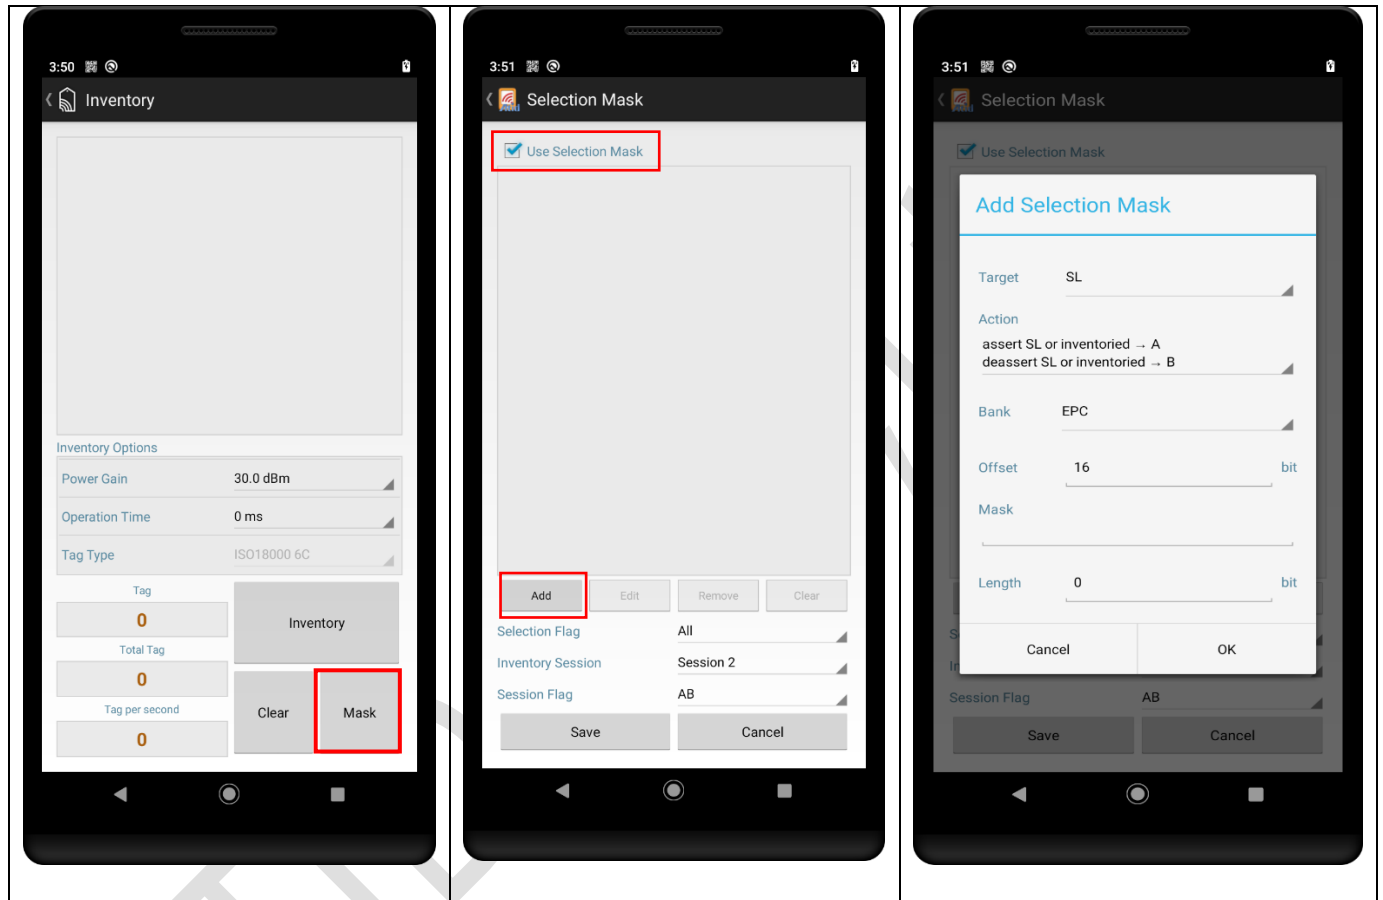 3:50
Inventory
Inventory Options
Power Gain 30.0 dBm
Operation Time 0 ms
Tag Type ISO18000 6C
Tag
0
Total Tag
0
Tag per second
0
Inventory
Clear
Mask
3:51
Selection Mask
Use Selection Mask
Add Edit Remove Clear
Selection Flag All
Inventory Session Session 2
Session Flag AB
Save Cancel
3:51
Selection Mask
Use Selection Mask
Add Selection Mask
Target SL
Action
assert SL or inventoried → A
deassert SL or inventoried → B
Bank EPC
Offset 16 bit
Mask
Length 0 bit
Cancel OK
Session Flag AB
Save Cancel